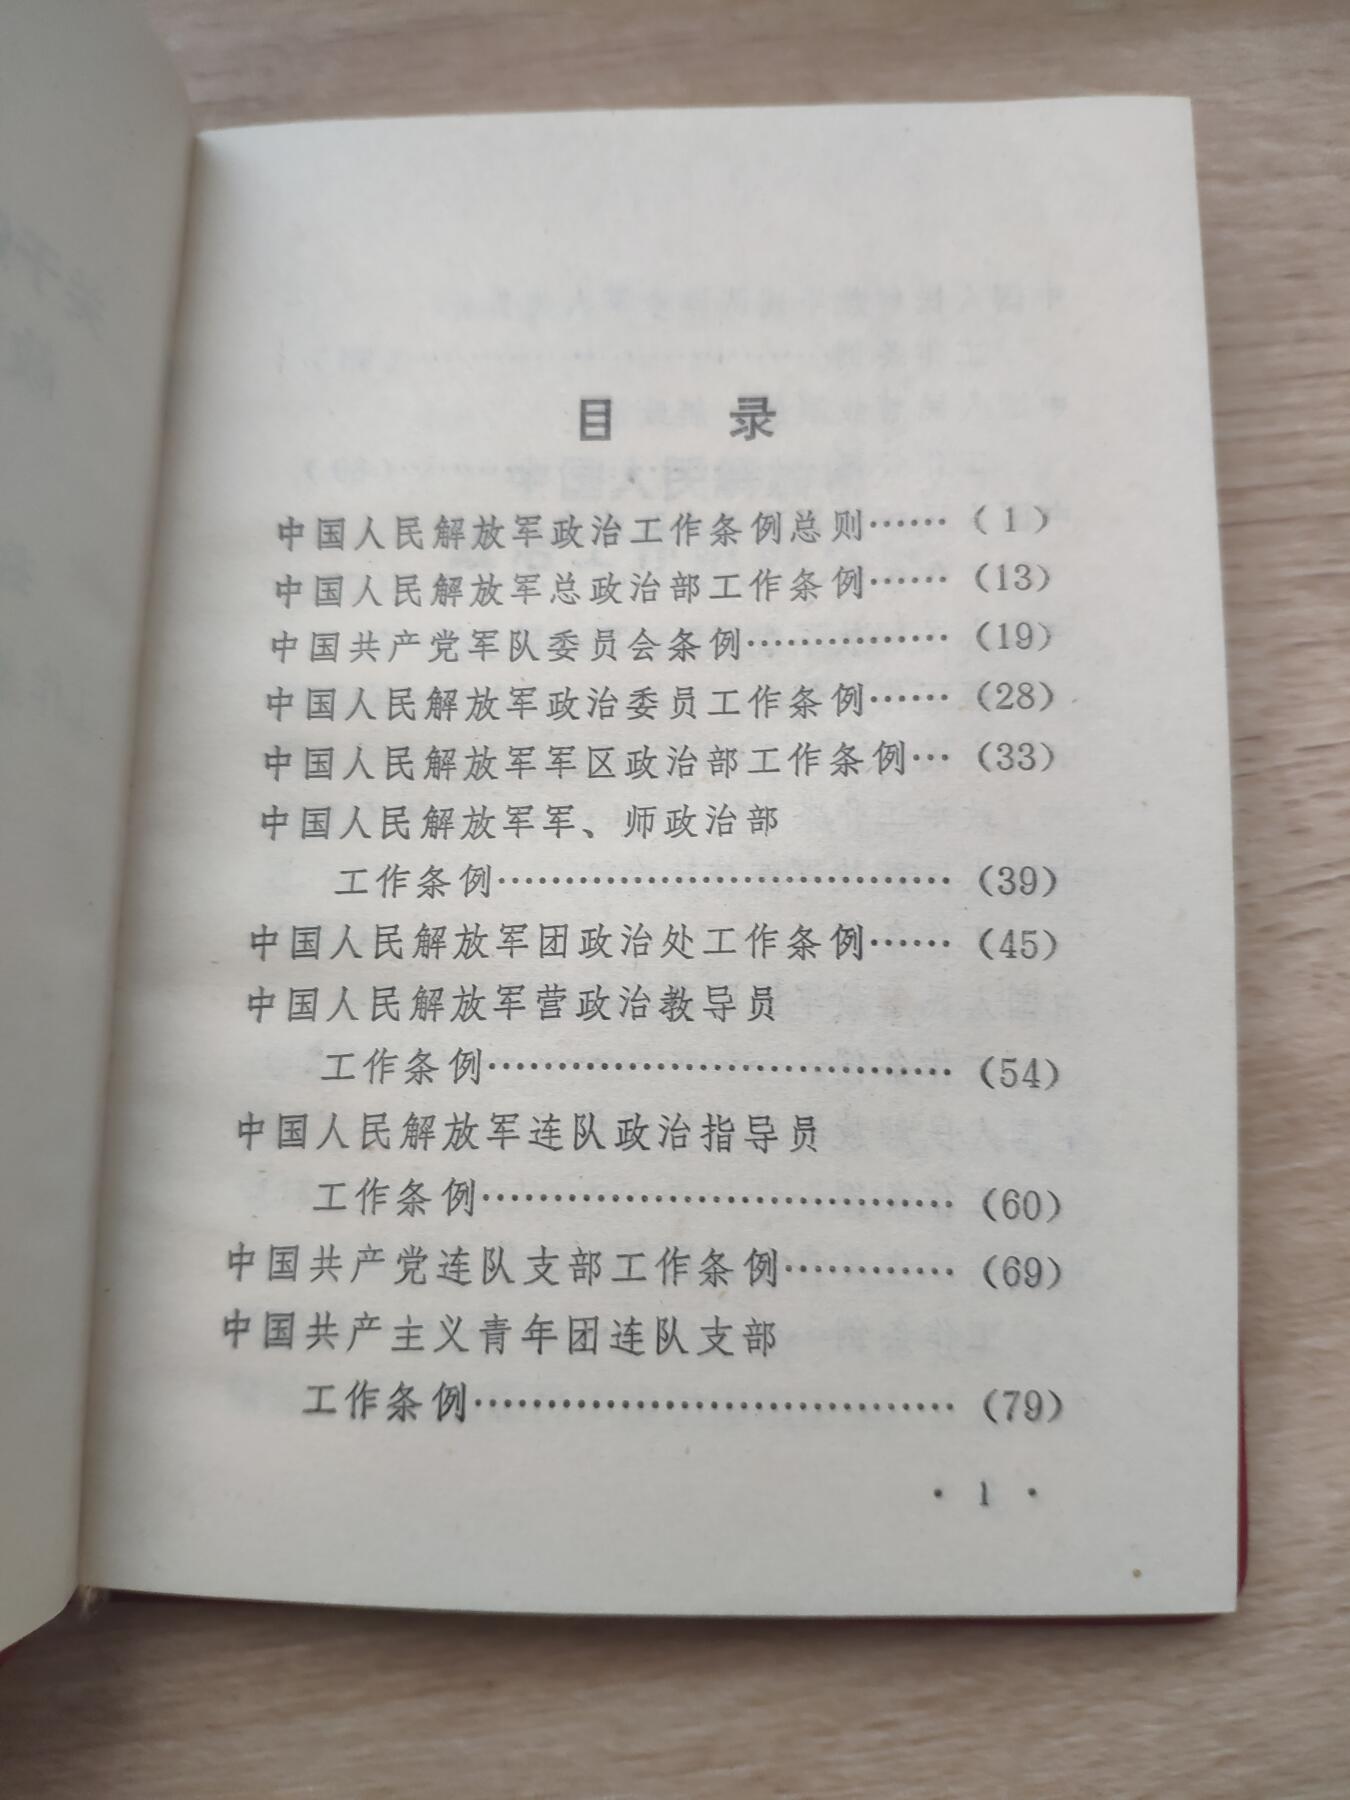 目 录
中国人民解放军政治工作条例总则……（1）
中国人民解放军总政治部工作条例……（13）
中国共产党军队委员会条例……………（19）
中国人民解放军政治委员工作条例……（28）
中国人民解放军军区政治部工作条例…（33）
中国人民解放军军、师政治部
工作条例………………………………（39）
中国人民解放军团政治处工作条例……（45）
中国人民解放军营政治教导员
工作条例………………………………（54）
中国人民解放军连队政治指导员
工作条例………………………………（60）
中国共产党连队支部工作条例…………（69）
中国共产主义青年团连队支部
工作条例………………………………（79）
· 1 ·